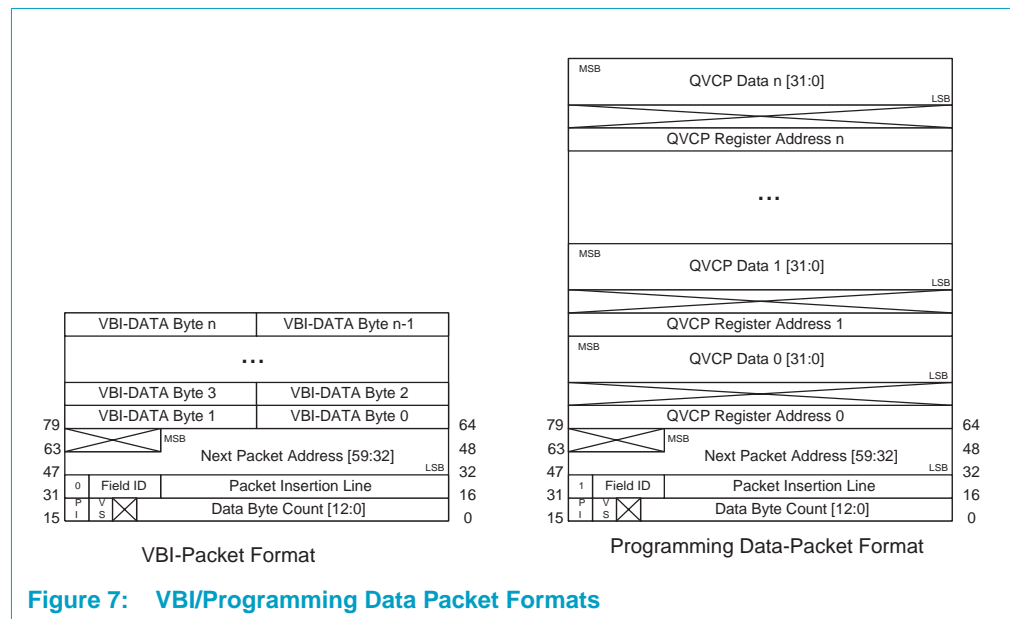 MSB
QVCP Data n [31:0]
LSB
QVCP Register Address n
...
MSB
QVCP Data 1 [31:0]
LSB
QVCP Register Address 1
MSB
QVCP Data 0 [31:0]
LSB
QVCP Register Address 0
79 64
MSB
63 48
Next Packet Address [59:32]
LSB
47 32
1 Field ID Packet Insertion Line
31 16
PI VS Data Byte Count [12:0]
15 0
Programming Data-Packet Format
VBI-DATA Byte n VBI-DATA Byte n-1
...
VBI-DATA Byte 3 VBI-DATA Byte 2
VBI-DATA Byte 1 VBI-DATA Byte 0
79 64
MSB
63 48
Next Packet Address [59:32]
LSB
47 32
0 Field ID Packet Insertion Line
31 16
PI VS Data Byte Count [12:0]
15 0
VBI-Packet Format
Figure 7: VBI/Programming Data Packet Formats